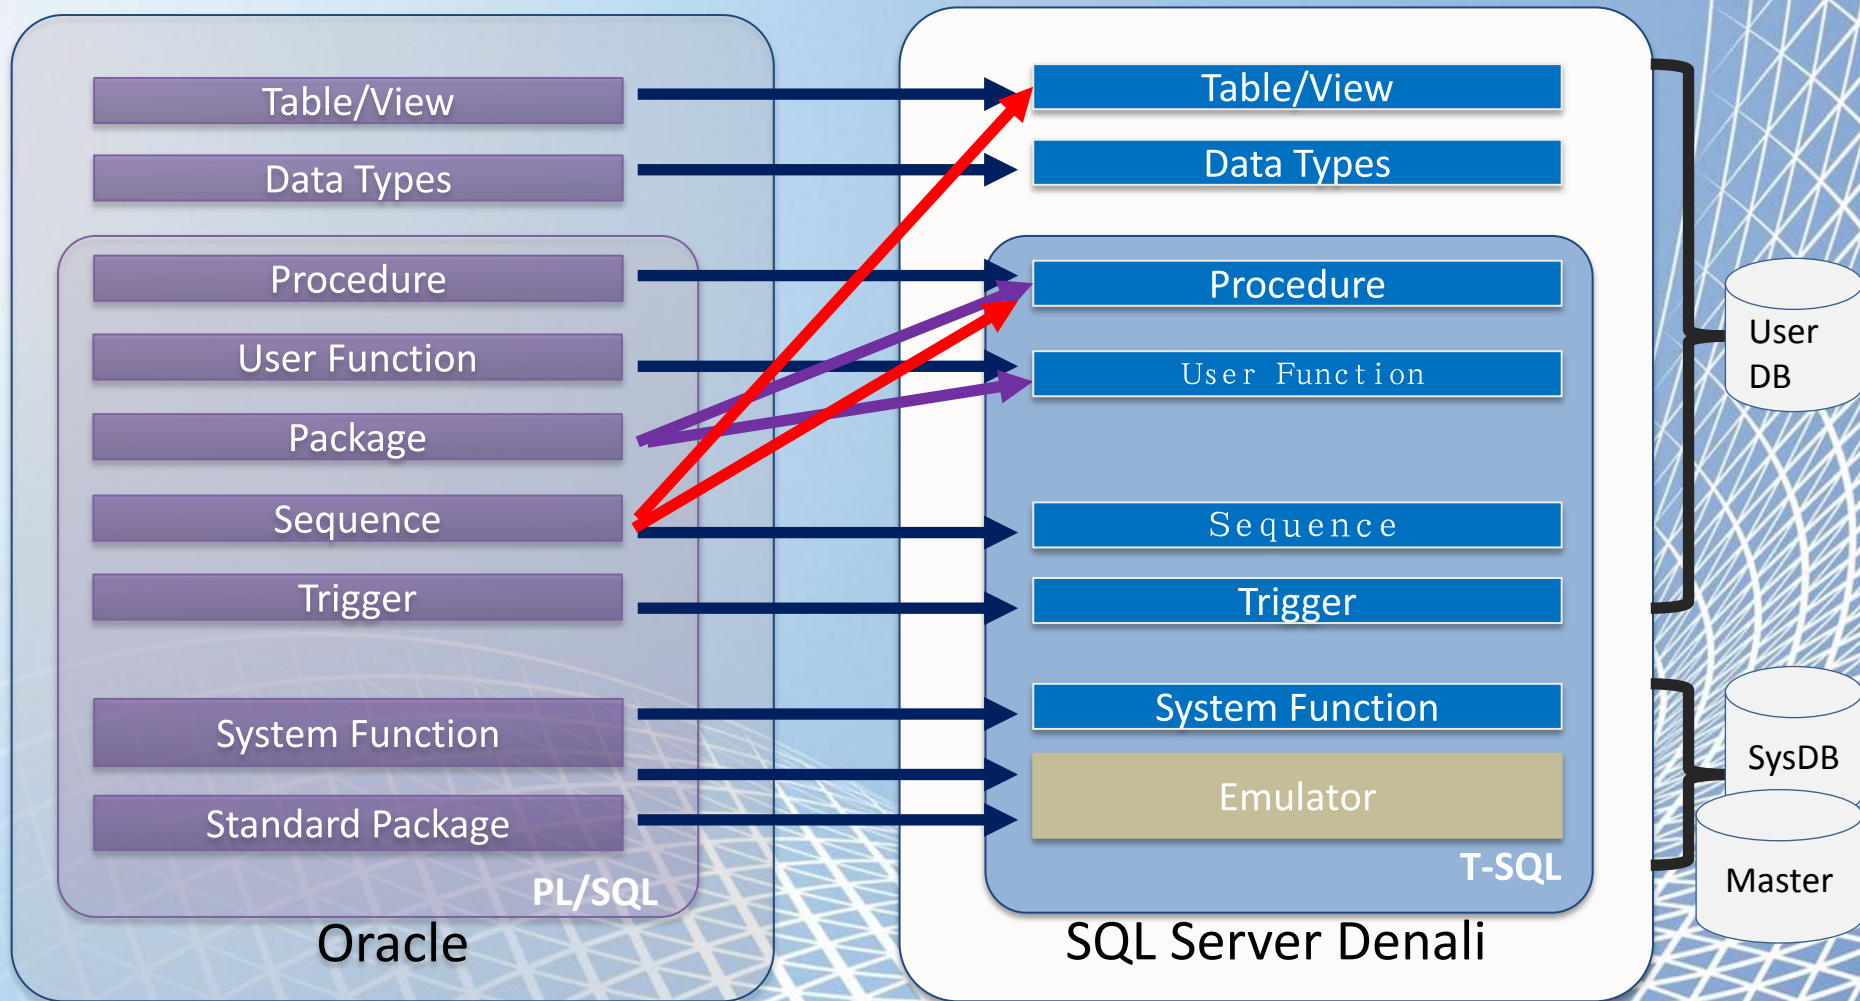 Table/View
Data Types
Procedure
User Function
Package
Sequence
Trigger
System Function
Standard Package
PL/SQL
Oracle
Table/View
Data Types
Procedure
User Function
Sequence
Trigger
System Function
Emulator
T-SQL
SQL Server Denali
User
DB
SysDB
Master